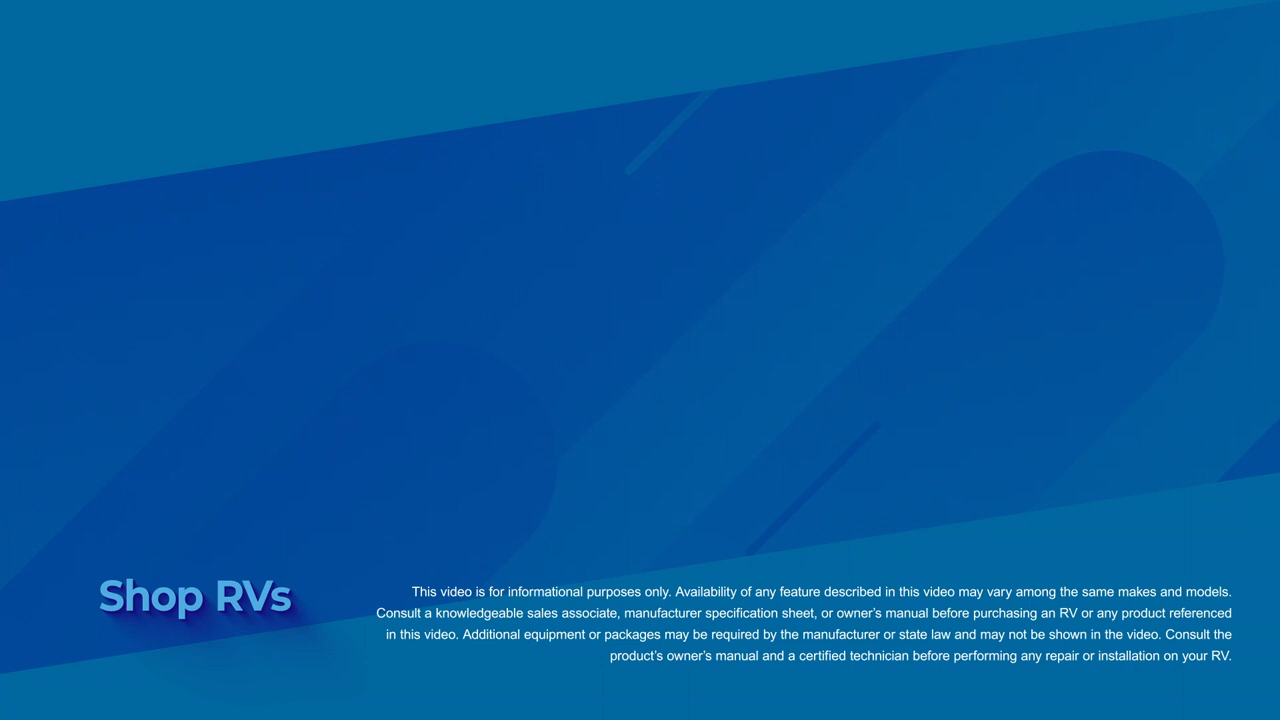 Shop RVs
This video is for informational purposes only. Availability of any feature described in this video may vary among the same makes and models.
Consult a knowledgeable sales associate, manufacturer specification sheet, or owner’s manual before purchasing an RV or any product referenced
in this video. Additional equipment or packages may be required by the manufacturer or state law and may not be shown in the video. Consult the
product’s owner’s manual and a certified technician before performing any repair or installation on your RV.